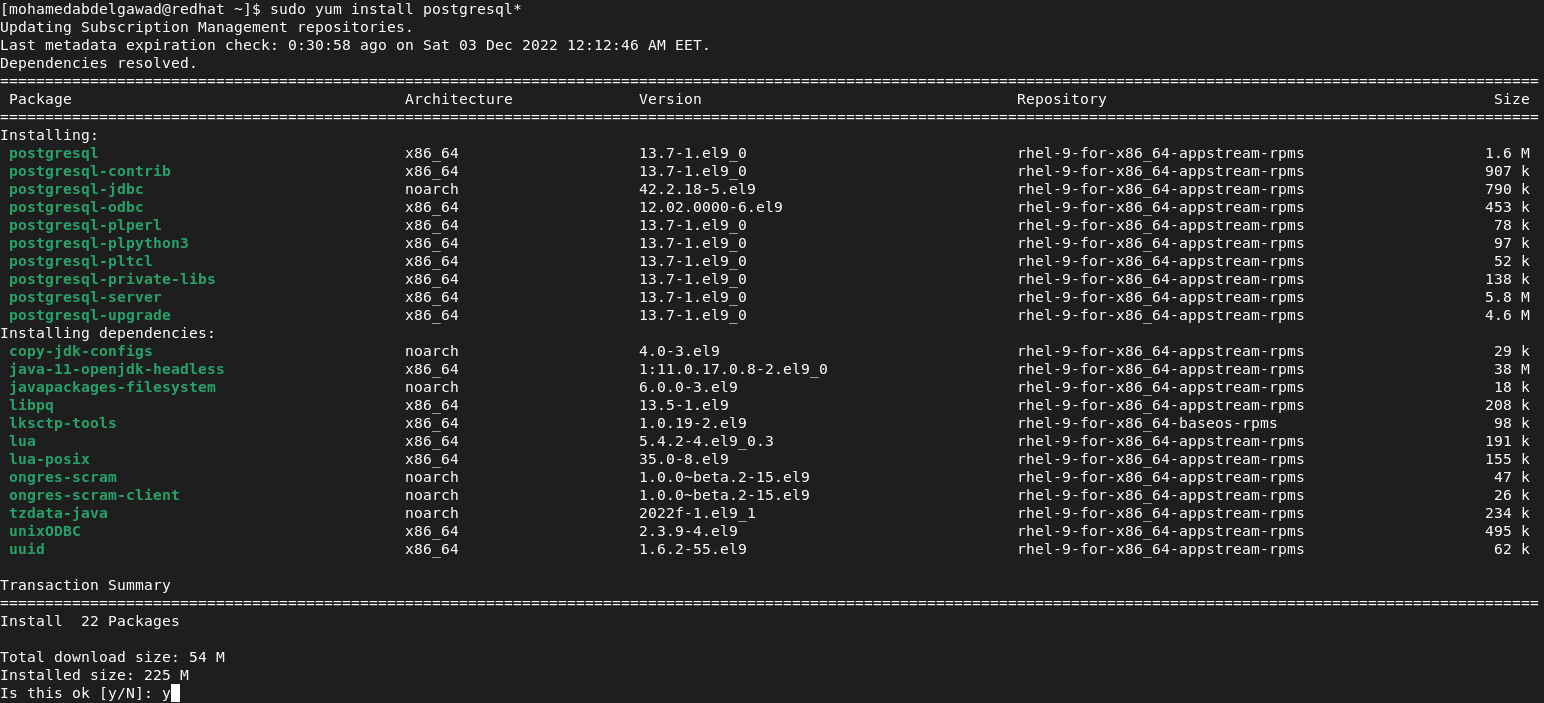 [mohamedabdelgawad@redhat ~]$ sudo yum install postgresql*
Updating Subscription Management repositories.
Last metadata expiration check: 0:30:58 ago on Sat 03 Dec 2022 12:12:46 AM EET.
Dependencies resolved.
================================================================================
Package Architecture Version Repository Size
================================================================================
Installing:
postgresql x86_64 13.7-1.el9_0 rhel-9-for-x86_64-appstream-rpms 1.6 M
postgresql-contrib x86_64 13.7-1.el9_0 rhel-9-for-x86_64-appstream-rpms 907 k
postgresql-jdbc noarch 42.2.18-5.el9 rhel-9-for-x86_64-appstream-rpms 790 k
postgresql-odbc x86_64 12.02.0000-6.el9 rhel-9-for-x86_64-appstream-rpms 453 k
postgresql-plperl x86_64 13.7-1.el9_0 rhel-9-for-x86_64-appstream-rpms 78 k
postgresql-plpython3 x86_64 13.7-1.el9_0 rhel-9-for-x86_64-appstream-rpms 97 k
postgresql-pltcl x86_64 13.7-1.el9_0 rhel-9-for-x86_64-appstream-rpms 52 k
postgresql-private-libs x86_64 13.7-1.el9_0 rhel-9-for-x86_64-appstream-rpms 138 k
postgresql-server x86_64 13.7-1.el9_0 rhel-9-for-x86_64-appstream-rpms 5.8 M
postgresql-upgrade x86_64 13.7-1.el9_0 rhel-9-for-x86_64-appstream-rpms 4.6 M
Installing dependencies:
copy-jdk-configs noarch 4.0-3.el9 rhel-9-for-x86_64-appstream-rpms 29 k
java-11-openjdk-headless x86_64 1:11.0.17.0.8-2.el9_0 rhel-9-for-x86_64-appstream-rpms 38 M
javapackages-filesystem noarch 6.0.0-3.el9 rhel-9-for-x86_64-appstream-rpms 18 k
libpq x86_64 13.5-1.el9 rhel-9-for-x86_64-appstream-rpms 208 k
lksctp-tools x86_64 1.0.19-2.el9 rhel-9-for-x86_64-baseos-rpms 98 k
lua x86_64 5.4.2-4.el9_0.3 rhel-9-for-x86_64-appstream-rpms 191 k
lua-posix x86_64 35.0-8.el9 rhel-9-for-x86_64-appstream-rpms 155 k
ongres-scram noarch 1.0.0~beta.2-15.el9 rhel-9-for-x86_64-appstream-rpms 47 k
ongres-scram-client noarch 1.0.0~beta.2-15.el9 rhel-9-for-x86_64-appstream-rpms 26 k
tzdata-java noarch 2022f-1.el9_1 rhel-9-for-x86_64-appstream-rpms 234 k
unixODBC x86_64 2.3.9-4.el9 rhel-9-for-x86_64-appstream-rpms 495 k
uuid x86_64 1.6.2-55.el9 rhel-9-for-x86_64-appstream-rpms 62 k
Transaction Summary
================================================================================
Install 22 Packages
Total download size: 54 M
Installed size: 225 M
Is this ok [y/N]: y